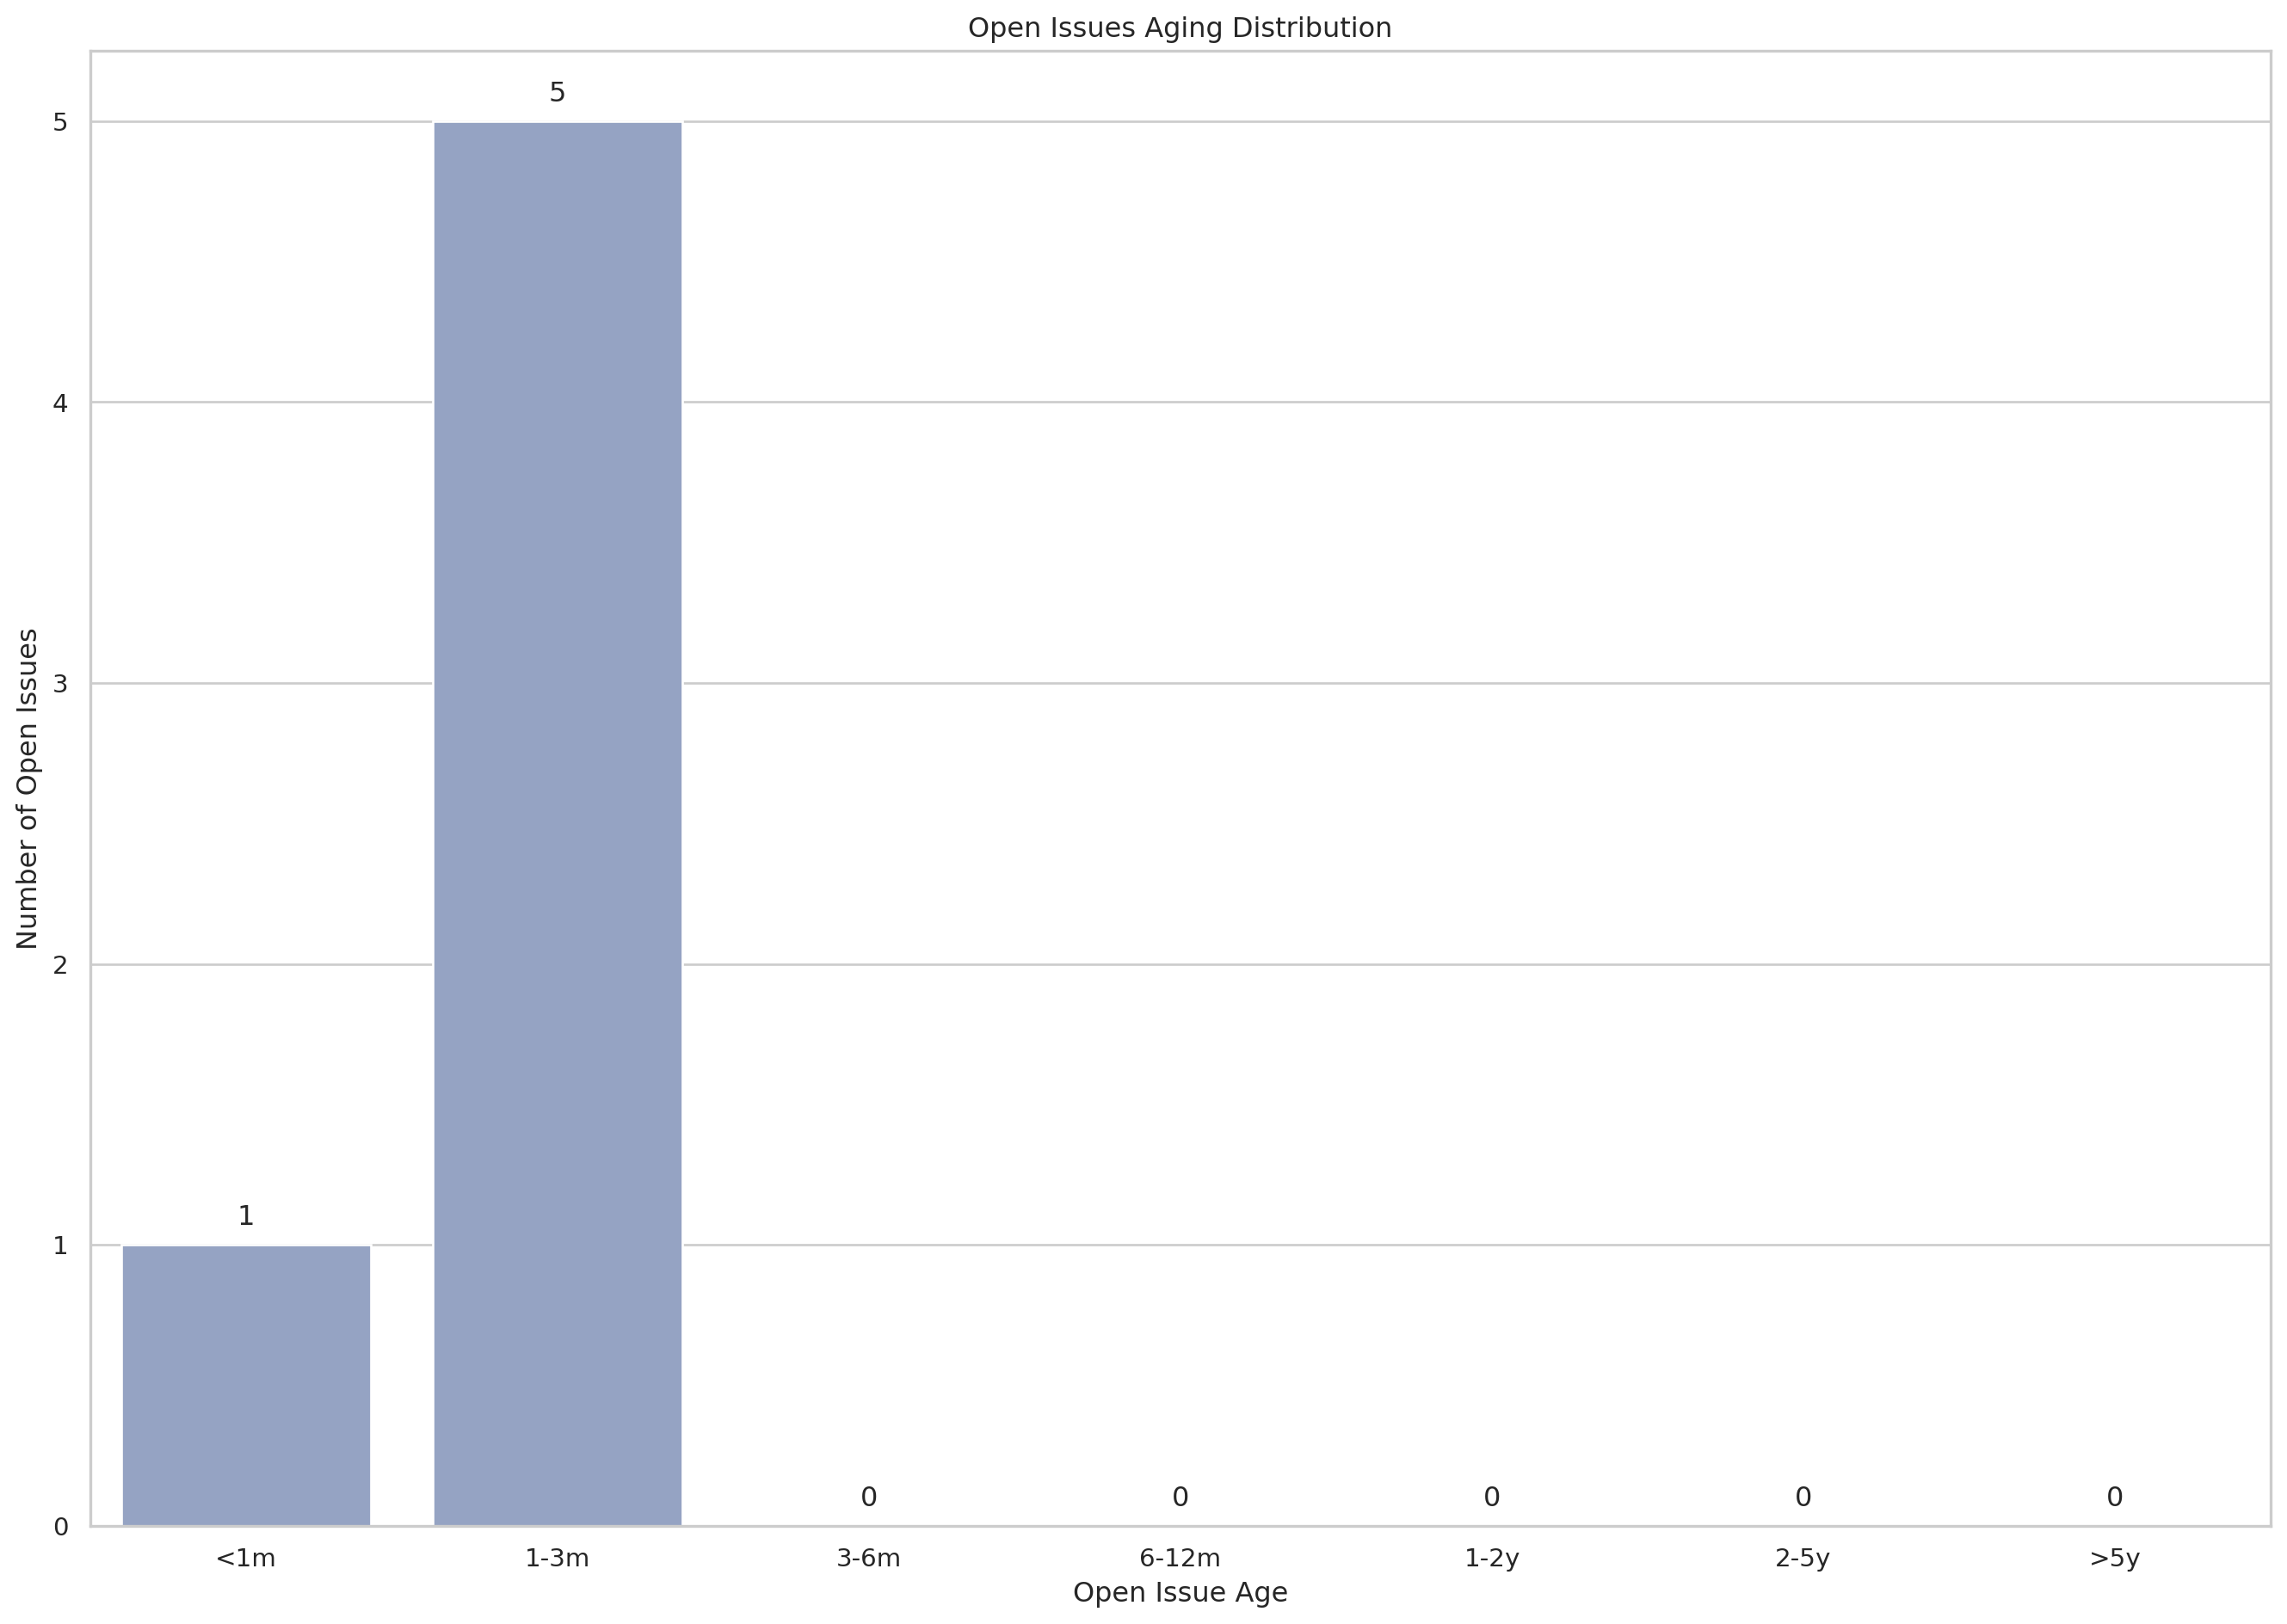 Open Issues Aging Distribution
5
5
4
3
2
1
1
0
0
0
0
0
0
<1m
1-3m
3-6m
6-12m
1-2y
2-5y
>5y
Open Issue Age
Number of Open Issues